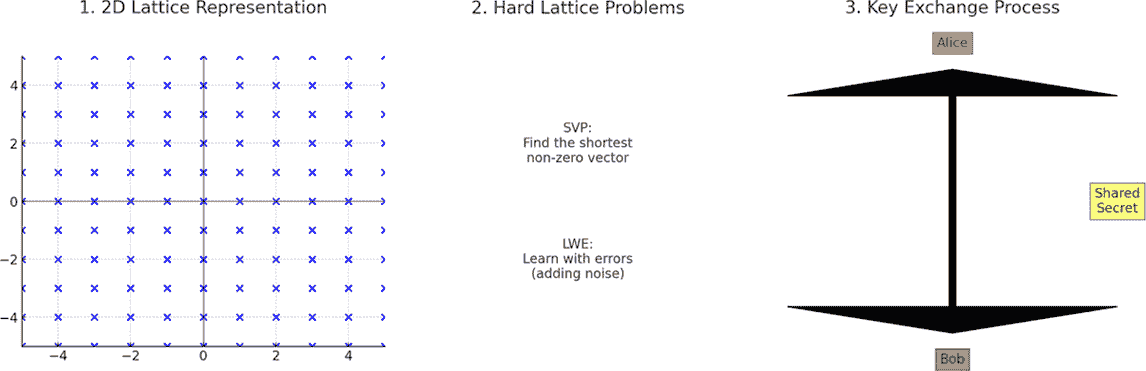 1. 2D Lattice Representation
4
2
0
−2
−4
−4
−2
0
2
4
2. Hard Lattice Problems
SVP:
Find the shortest
non-zero vector
LWE:
Learn with errors
(adding noise)
3. Key Exchange Process
Alice
Shared
Secret
Bob